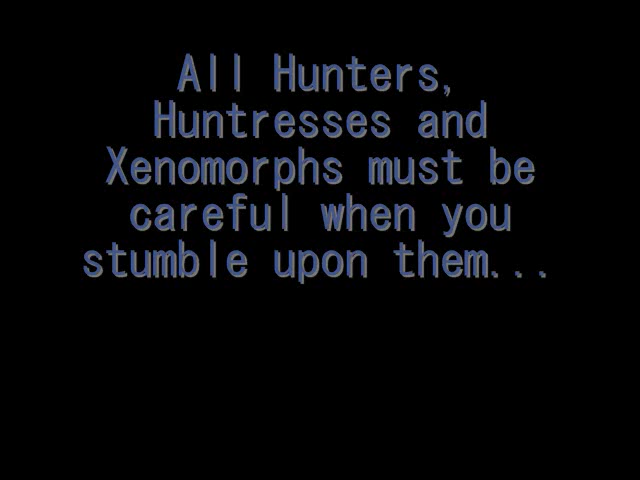 All Hunters,
Huntresses and
Xenomorphs must be
careful when you
stumble upon them...